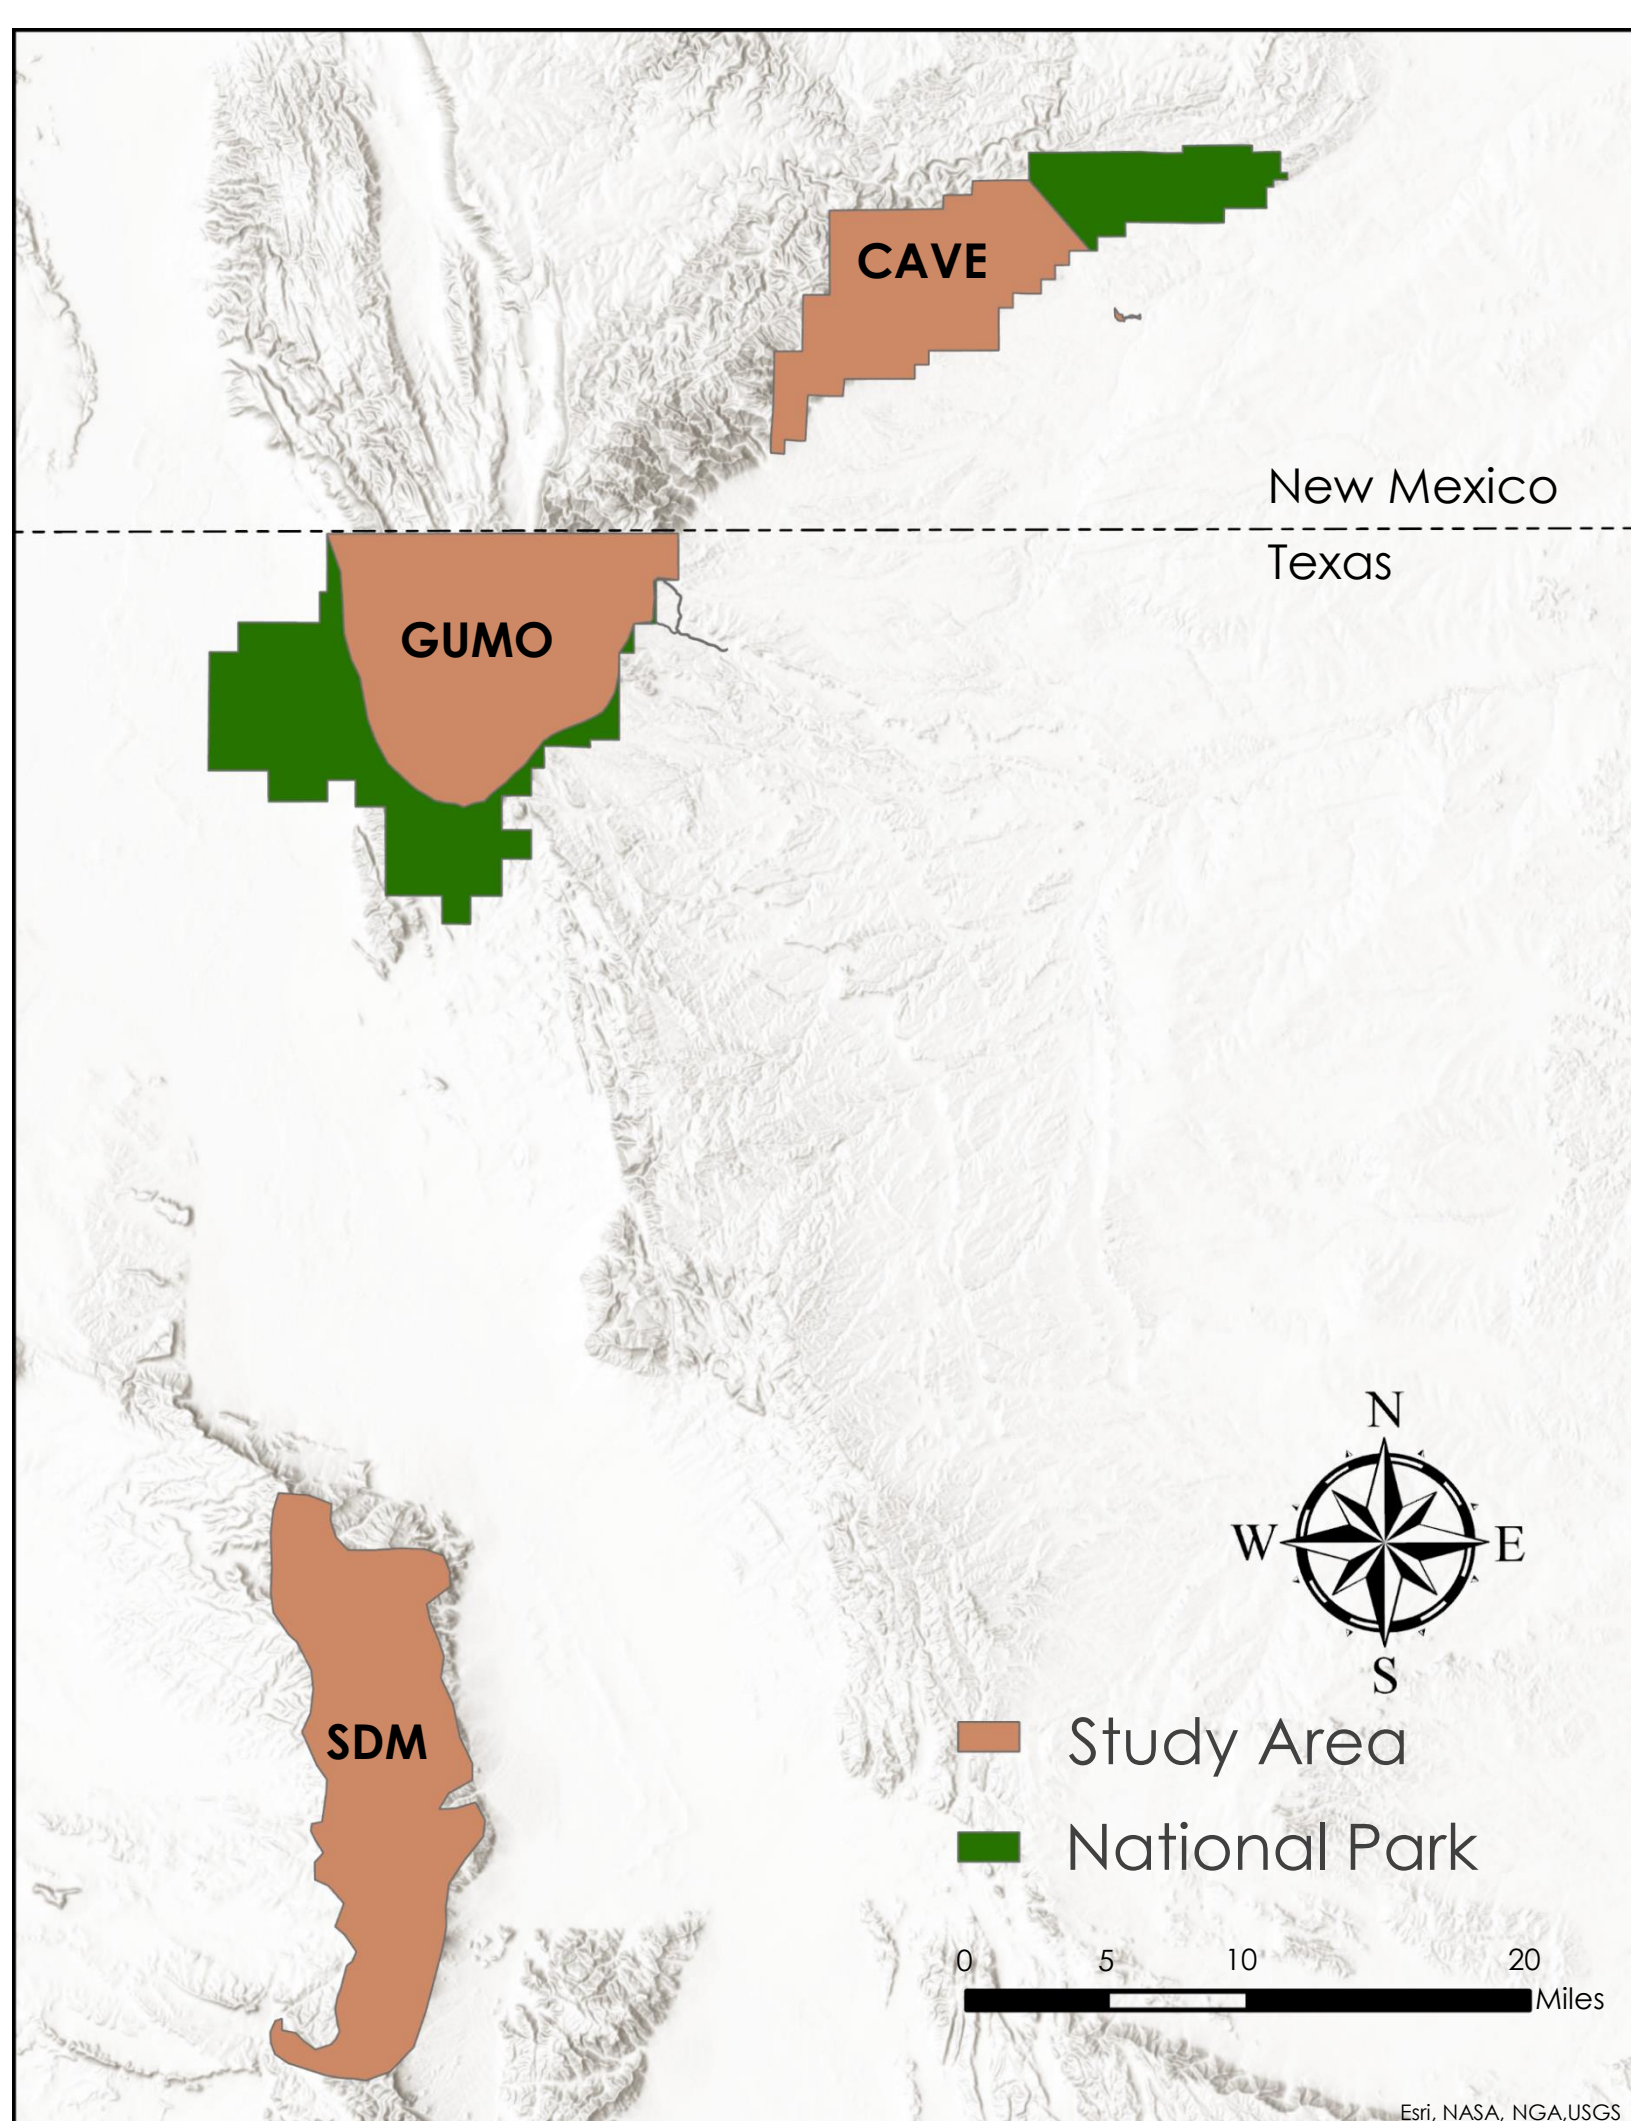 CAVE
New Mexico
Texas
GUMO
N
W
E
S
SDM
Study Area
National Park
0 5 10 20
Miles
Esri, NASA, NGA,USGS